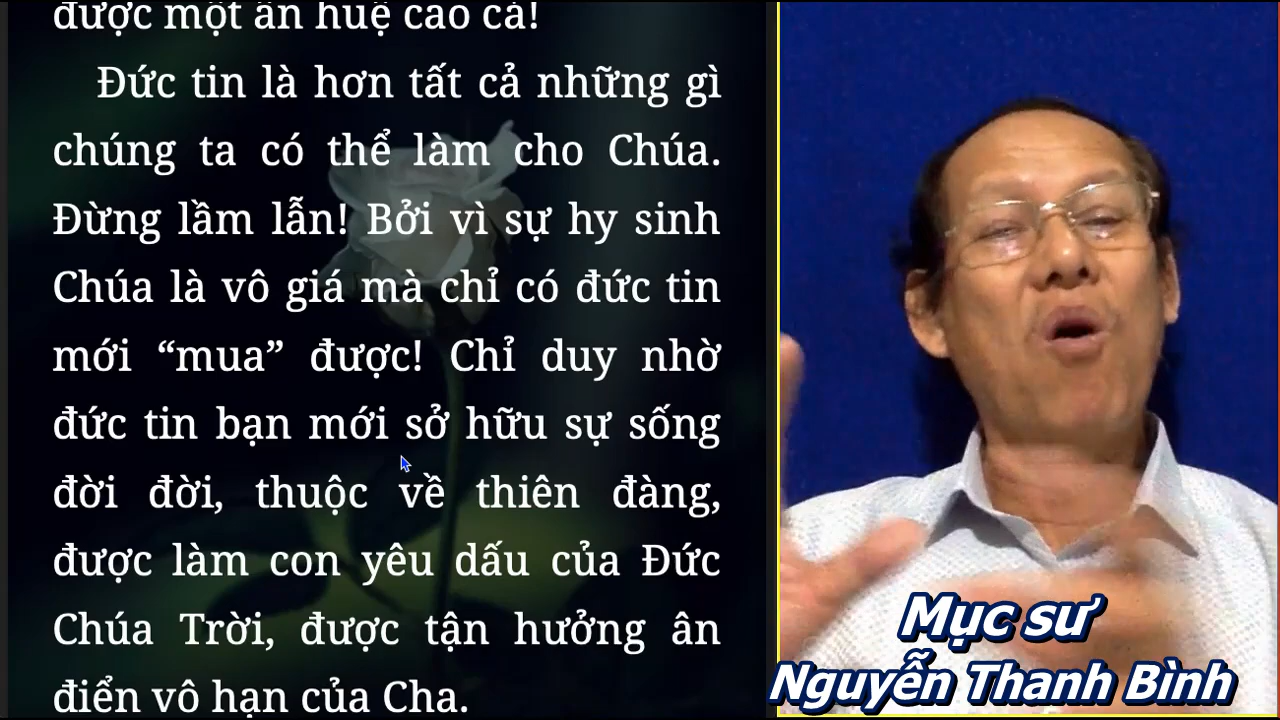 được một ân huệ cao cả!
Đức tin là hơn tất cả những gì
chúng ta có thể làm cho Chúa.
Đừng lầm lẫn! Bởi vì sự hy sinh
Chúa là vô giá mà chỉ có đức tin
mới “mua” được! Chỉ duy nhờ
đức tin bạn mới sở hữu sự sống
đời đời, thuộc về thiên đàng,
được làm con yêu dấu của Đức
Chúa Trời, được tận hưởng ân
điển vô hạn của Cha.
Mục sư
Nguyễn Thanh Bình